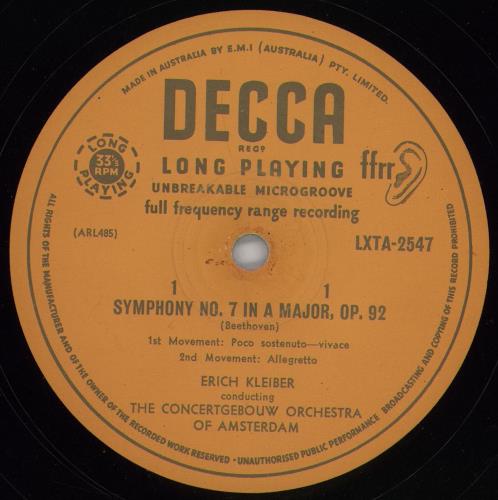 MADE IN AUSTRALIA BY E.M.I (AUSTRALIA) PTY. LIMITED.
DECCA
REGD
LONG PLAYING
33⅓ RPM
LONG PLAYING
ffrr
UNBREAKABLE MICROGROOVE
full frequency range recording
(ARL485)
LXTA-2547
1 1
SYMPHONY NO. 7 IN A MAJOR, OP. 92
(Beethoven)
1st Movement: Poco sostenuto—vivace
2nd Movement: Allegretto
ERICH KLEIBER
conducting
THE CONCERTGEBOUW ORCHESTRA
OF AMSTERDAM
ALL RIGHTS OF THE MANUFACTURER AND OF THE OWNER OF THE RECORDED WORK RESERVED - UNAUTHORISED PUBLIC PERFORMANCE BROADCASTING AND COPYING OF THIS RECORD PROHIBITED